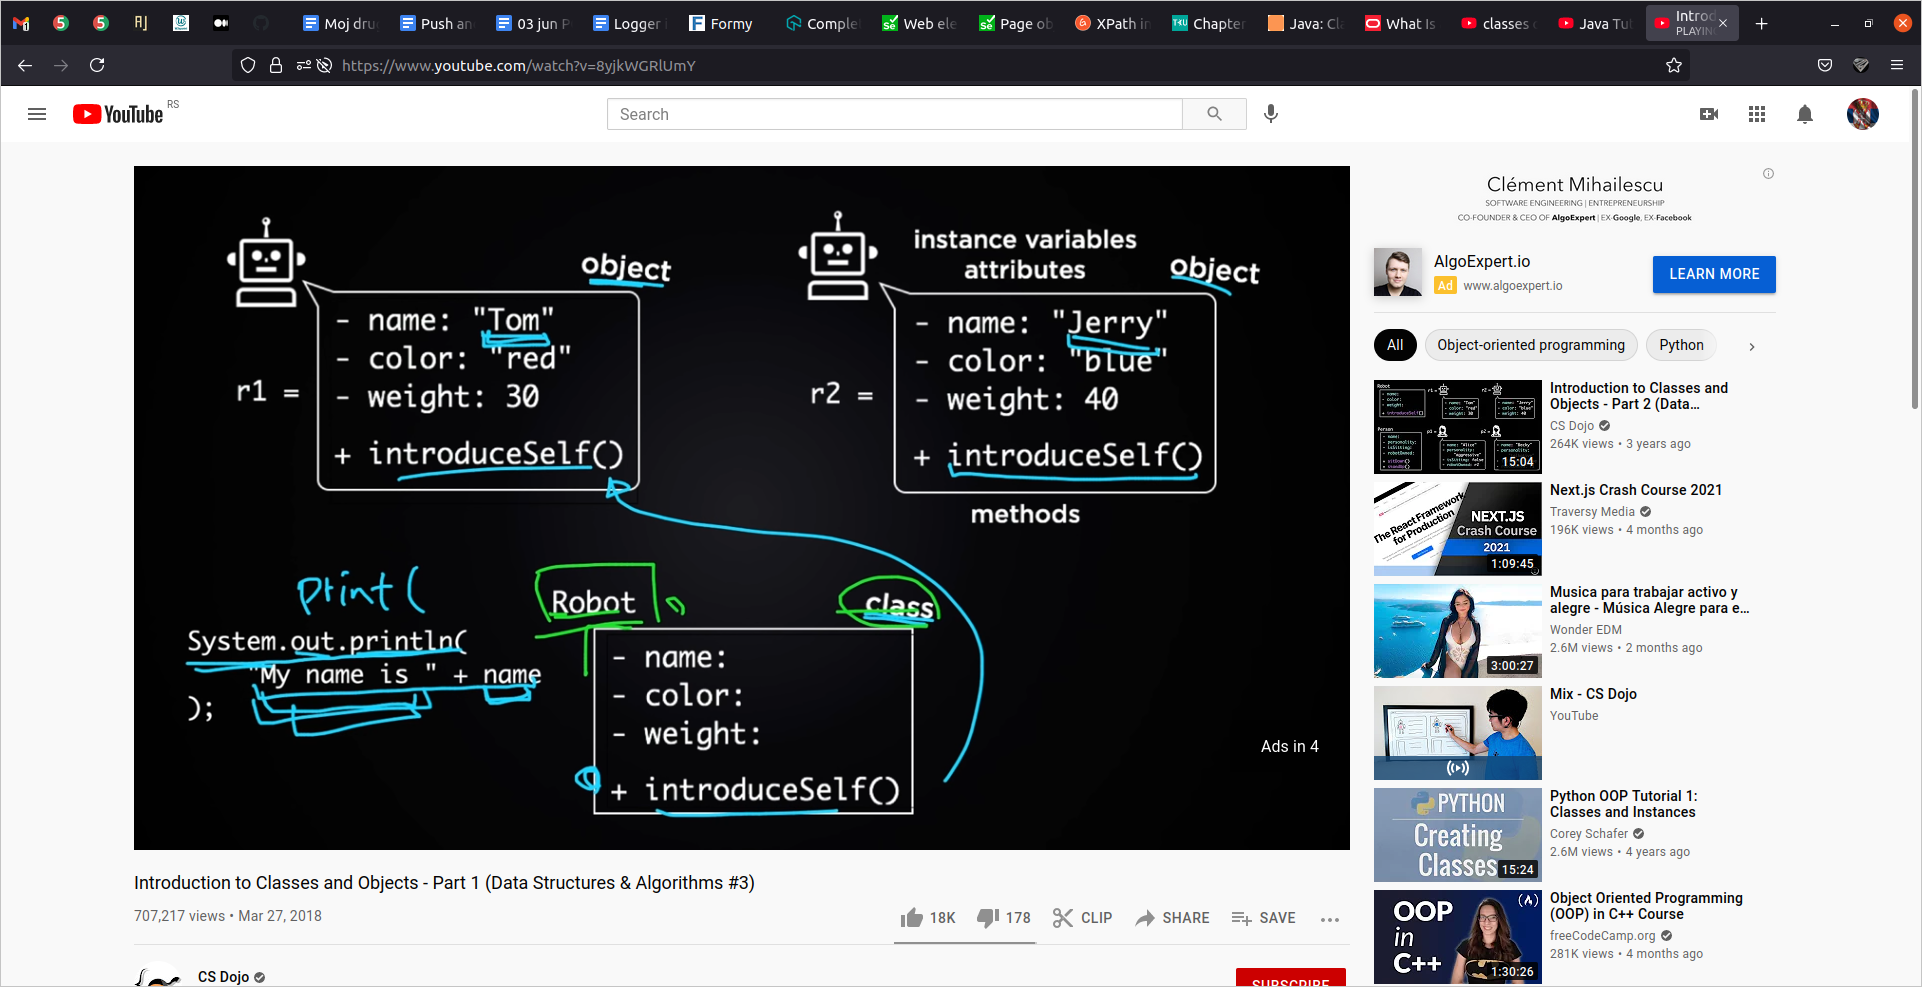 Moj dru
Push an
03 jun P
Logger i
Formy
Comple
Web ele
Page ob
XPath in
Chapter
Java: Cl
What Is
classes
Java Tut
Introd
PLAYIN
https://www.youtube.com/watch?v=8yjkWGRlUmY
YouTube RS
Search
object
- name: "Tom"
- color: "red"
r1 =
- weight: 30
+ introduceSelf()
instance variables
attributes
object
- name: "Jerry"
- color: "blue"
r2 =
- weight: 40
+ introduceSelf()
methods
print(
System.out.println(
"My name is " + name
);
Robot
class
- name:
- color:
- weight:
+ introduceSelf()
Ads in 4
Introduction to Classes and Objects - Part 1 (Data Structures & Algorithms #3)
707,217 views • Mar 27, 2018
18K
178
CLIP
SHARE
SAVE
CS Dojo
SUBSCRIBE
Clément Mihailescu
SOFTWARE ENGINEERING | ENTREPRENEURSHIP
CO-FOUNDER & CEO OF AlgoExpert | EX-Google, EX-Facebook
AlgoExpert.io
Ad www.algoexpert.io
LEARN MORE
All
Object-oriented programming
Python
15:04
Introduction to Classes and
Objects - Part 2 (Data...
CS Dojo
264K views • 3 years ago
The React Framework
for Production
NEXT.JS
Crash Course
2021
1:09:45
Next.js Crash Course 2021
Traversy Media
196K views • 4 months ago
3:00:27
Musica para trabajar activo y
alegre - Música Alegre para e...
Wonder EDM
2.6M views • 2 months ago
Mix - CS Dojo
YouTube
PYTHON
Creating
Classes
15:24
Python OOP Tutorial 1:
Classes and Instances
Corey Schafer
2.6M views • 4 years ago
OOP
in
C++
1:30:26
Object Oriented Programming
(OOP) in C++ Course
freeCodeCamp.org
281K views • 4 months ago